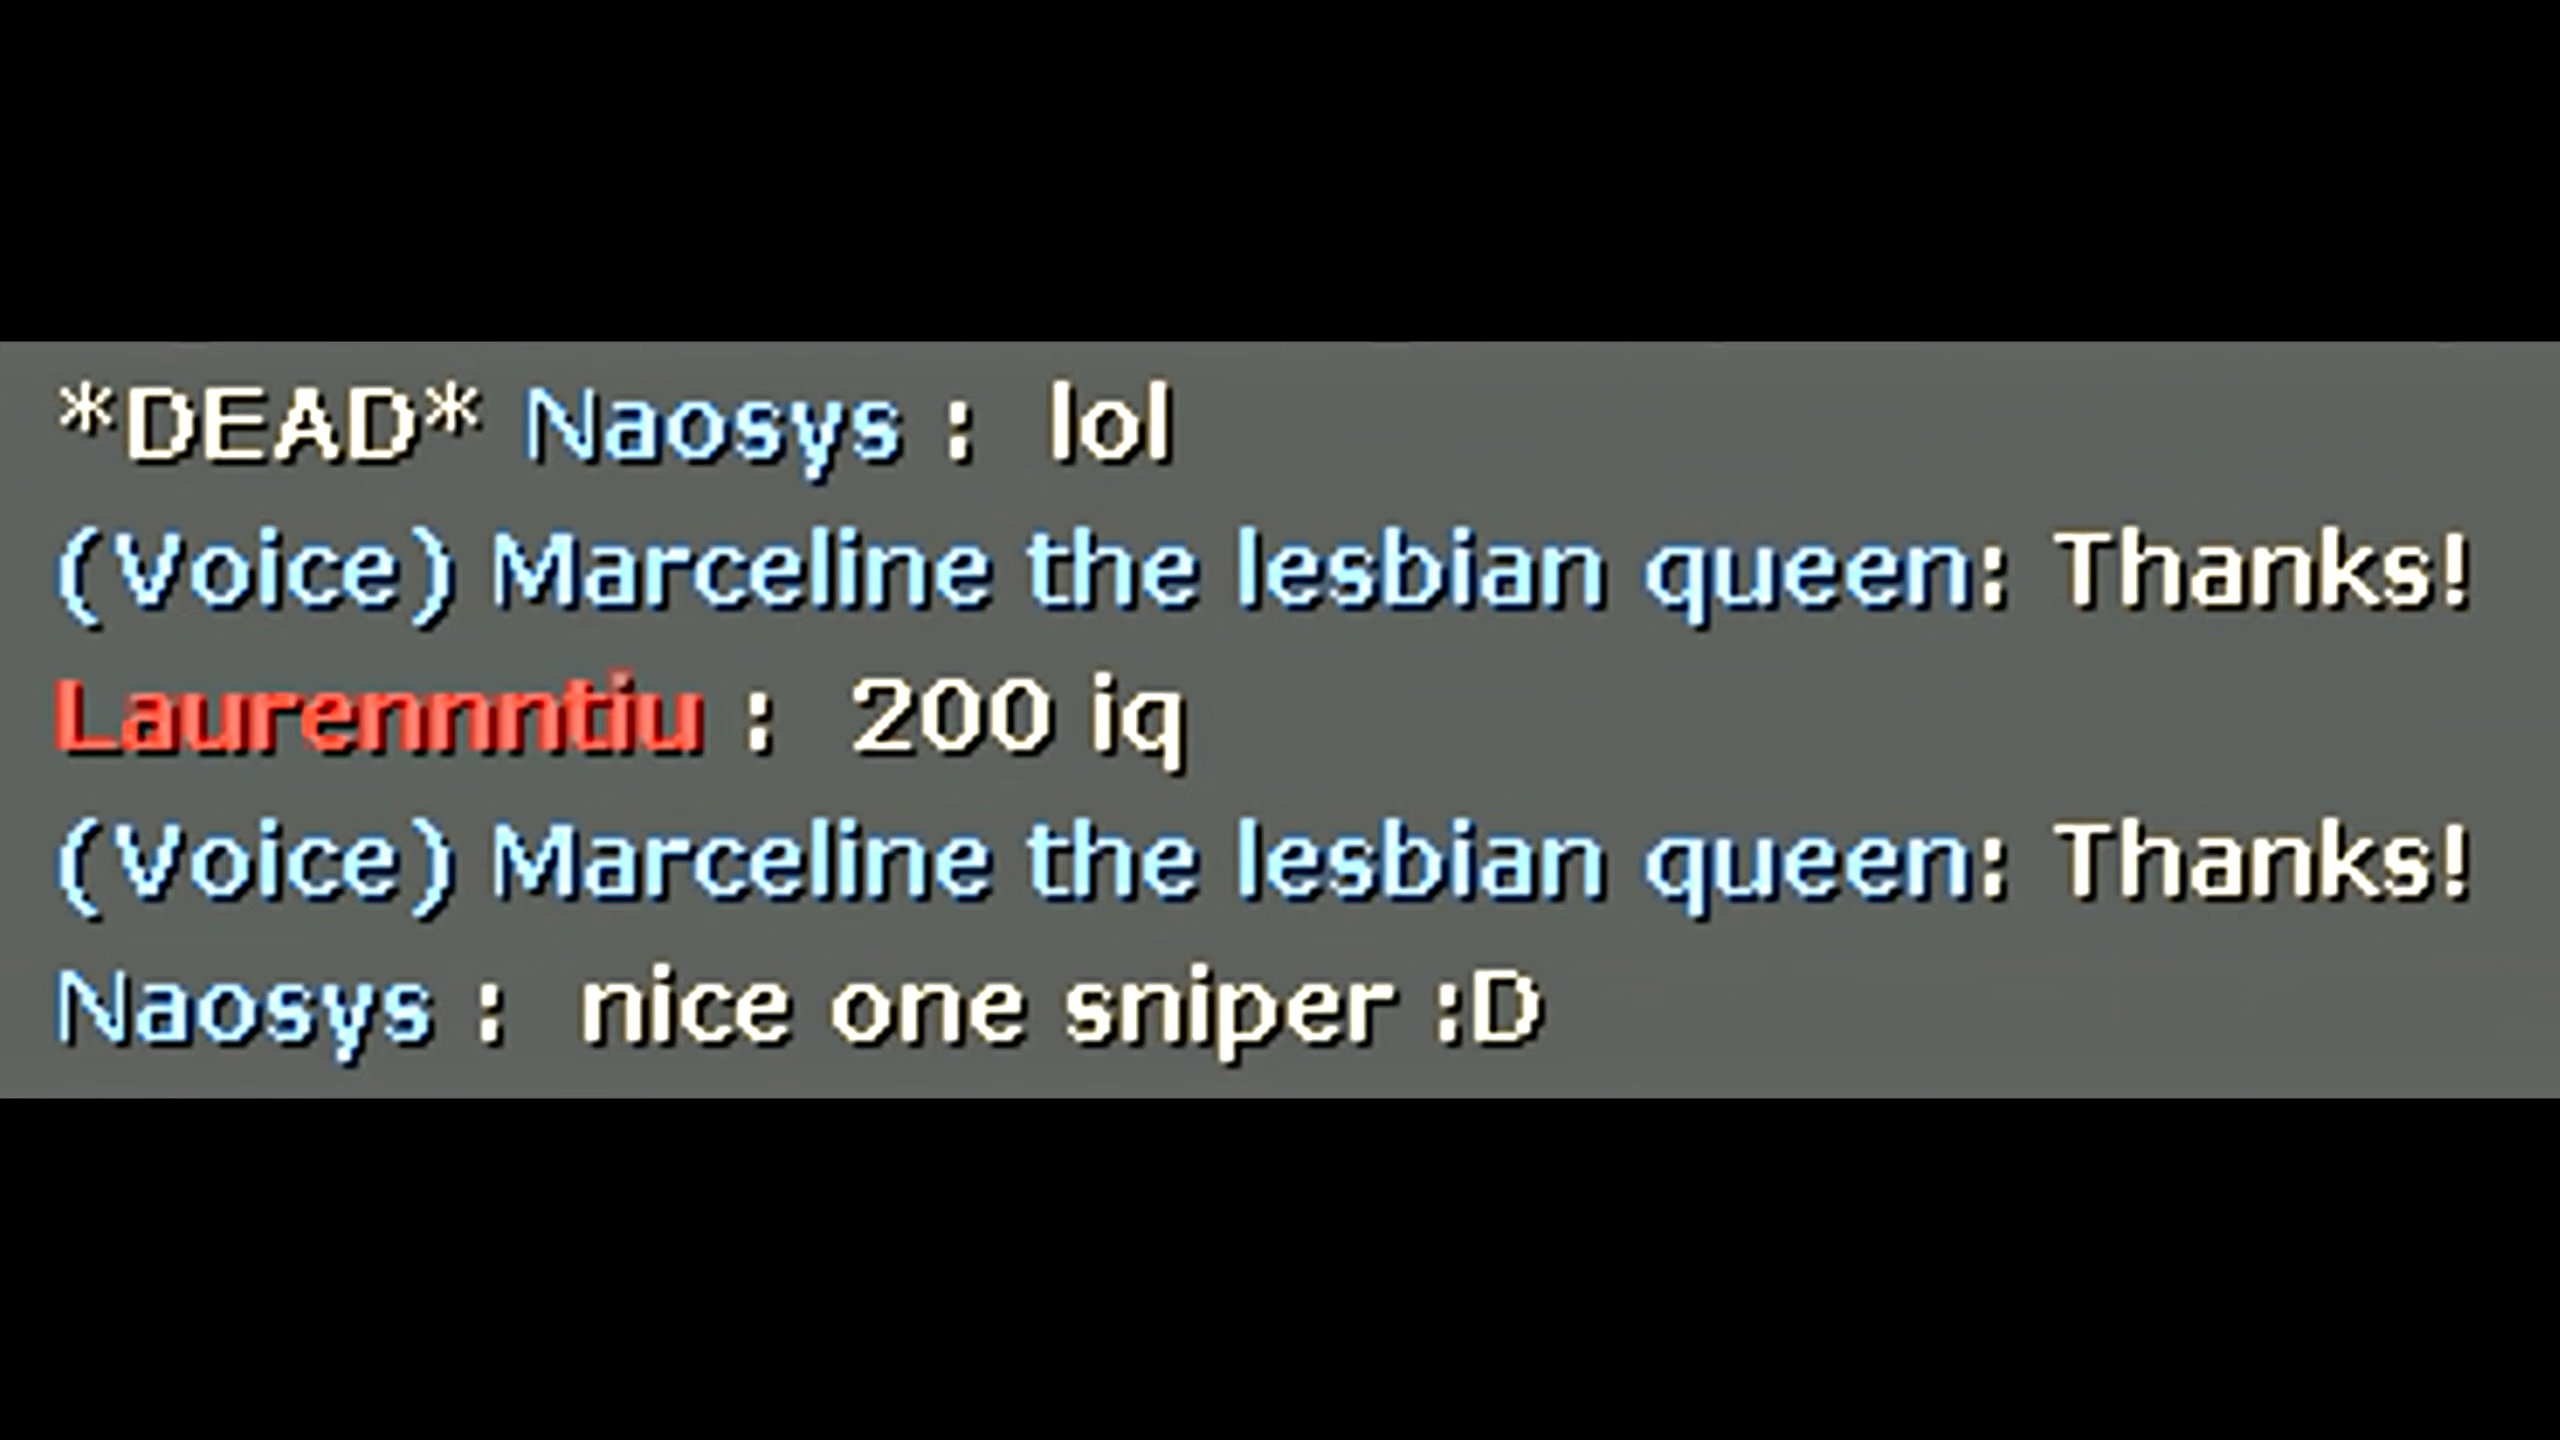 *DEAD* Naosys :  lol
(Voice) Marceline the lesbian queen: Thanks!
Laurennntiu :  200 iq
(Voice) Marceline the lesbian queen: Thanks!
Naosys :  nice one sniper :D